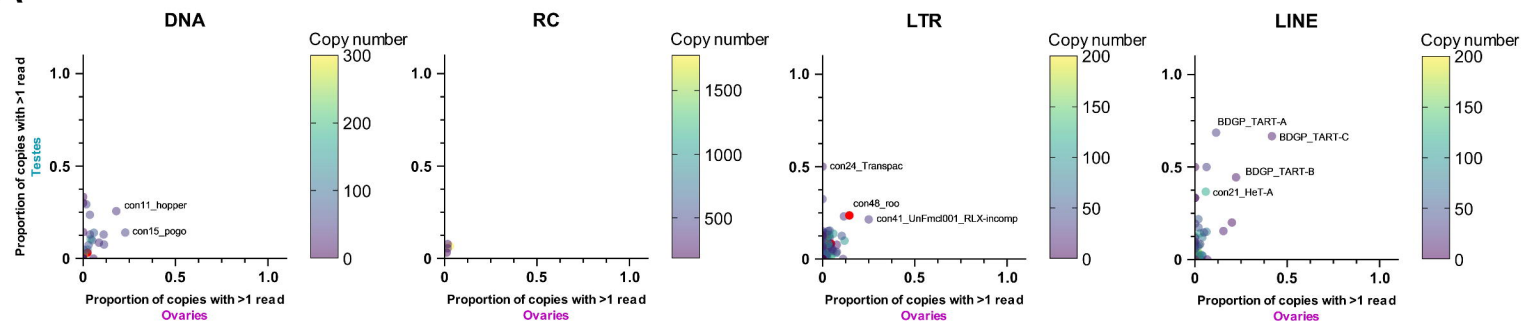 DNA
RC
LTR
LINE
Copy number
Copy number
Copy number
Copy number
Proportion of copies with >1 read
Testes
1.0
0.5
0
0
0.5
1.0
con11_hopper
con15_pogo
Proportion of copies with >1 read
Ovaries
300
200
100
0
1.0
0.5
0
0
0.5
1.0
Proportion of copies with >1 read
Ovaries
1500
1000
500
1.0
0.5
0
0
0.5
1.0
con24_Transpac
con48_roo
con41_UnFmcl001_RLX-incomp
Proportion of copies with >1 read
Ovaries
200
150
100
50
0
1.0
0.5
0
0
0.50
1.0
BDGP_TART-A
BDGP_TART-C
BDGP_TART-B
con21_HeT-A
Proportion of copies with >1 read
Ovaries
200
150
100
50
0